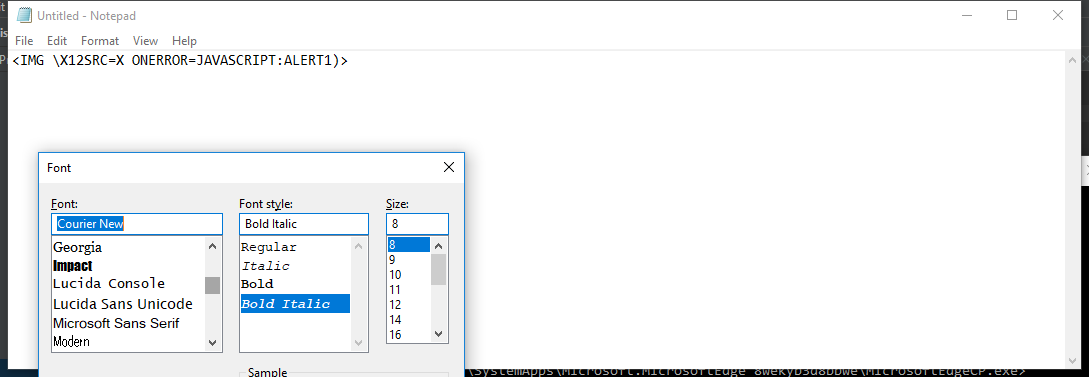 Untitled - Notepad
File Edit Format View Help
<IMG \X12SRC=X ONERROR=JAVASCRIPT:ALERT1)>
Font
Font: Font style: Size:
Courier New Bold Italic 8
Georgia Regular 8
Impact Italic 9
Lucida Console Bold 10
Lucida Sans Unicode Bold Italic 11
Microsoft Sans Serif 12
Modern 14
16
Sample
\SystemApps\Microsoft.MicrosoftEdge_8wekyb3d8bbwe\MicrosoftEdgeCP.exe>